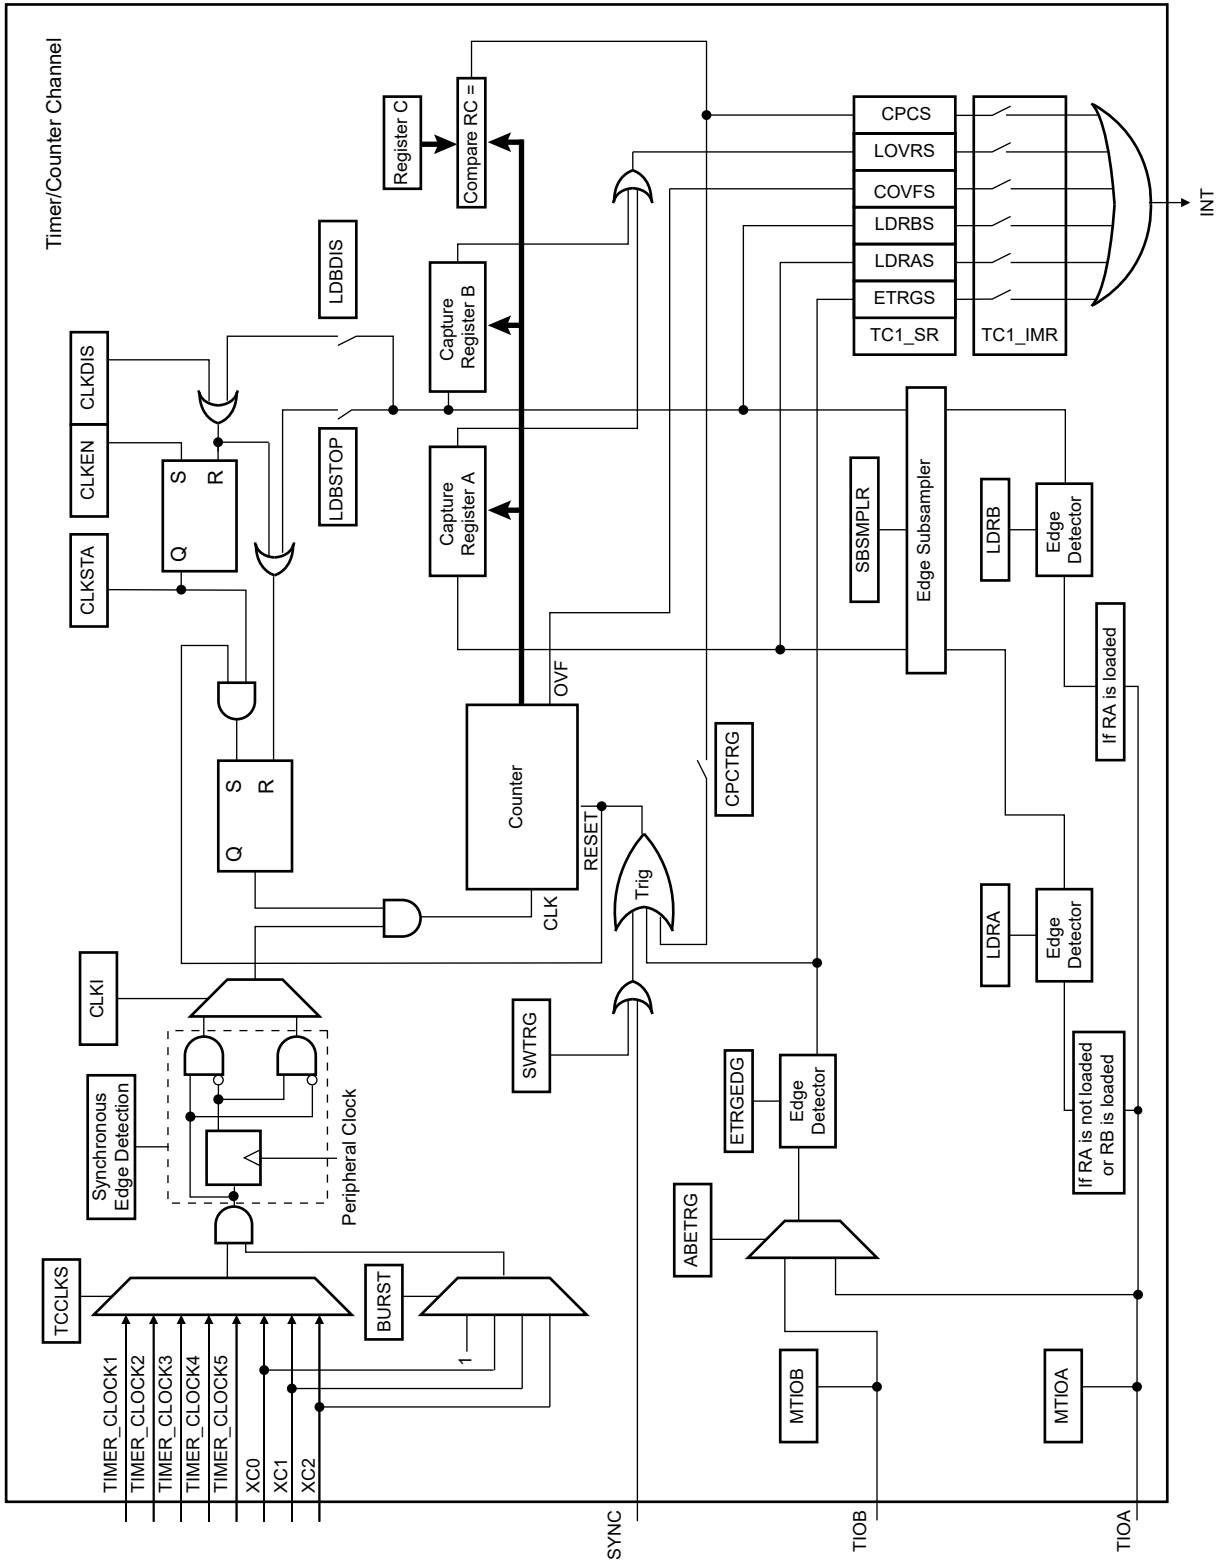 Timer/Counter Channel
TCCLKS
TIMER_CLOCK1
TIMER_CLOCK2
TIMER_CLOCK3
TIMER_CLOCK4
TIMER_CLOCK5
XC0
XC1
XC2
Synchronous
Edge Detection
CLKI
CLKSTA
CLKEN
CLKDIS
BURST
1
Peripheral Clock
Q
S
R
Q
S
R
LDBSTOP
LDBDIS
Register C
Compare RC =
Capture
Register A
Capture
Register B
Counter
CLK
OVF
RESET
SWTRG
Trig
SYNC
CPCTRG
ABETRG
ETRGEDG
Edge
Detector
MTIOB
TIOB
SBSMPLR
Edge Subsampler
CPCS
LOVRS
COVFS
LDRBS
LDRAS
ETRGS
TC1_SR
TC1_IMR
INT
LDRA
Edge
Detector
LDRB
Edge
Detector
If RA is not loaded
or RB is loaded
If RA is loaded
MTIOA
TIOA